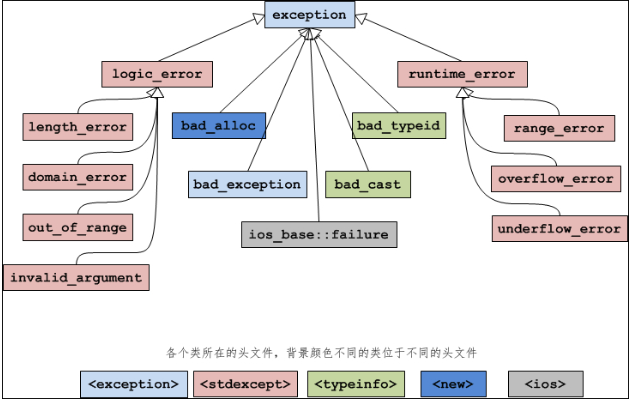 exception
logic_error
runtime_error
length_error
bad_alloc
bad_typeid
range_error
domain_error
bad_exception
bad_cast
overflow_error
out_of_range
ios_base::failure
underflow_error
invalid_argument
各个类所在的头文件，背景颜色不同的类位于不同的头文件
<exception> <stdexcept> <typeinfo> <new> <ios>